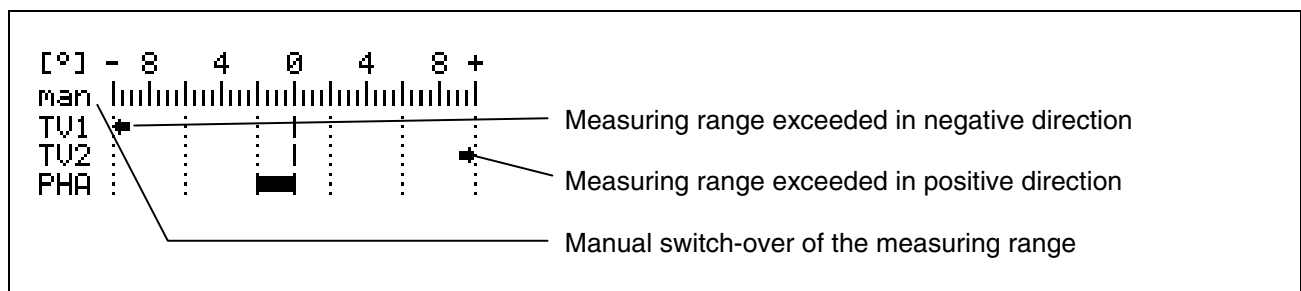 [°] - 8 4 0 4 8 +
man
TV1
TV2
PHA
Measuring range exceeded in negative direction
Measuring range exceeded in positive direction
Manual switch-over of the measuring range